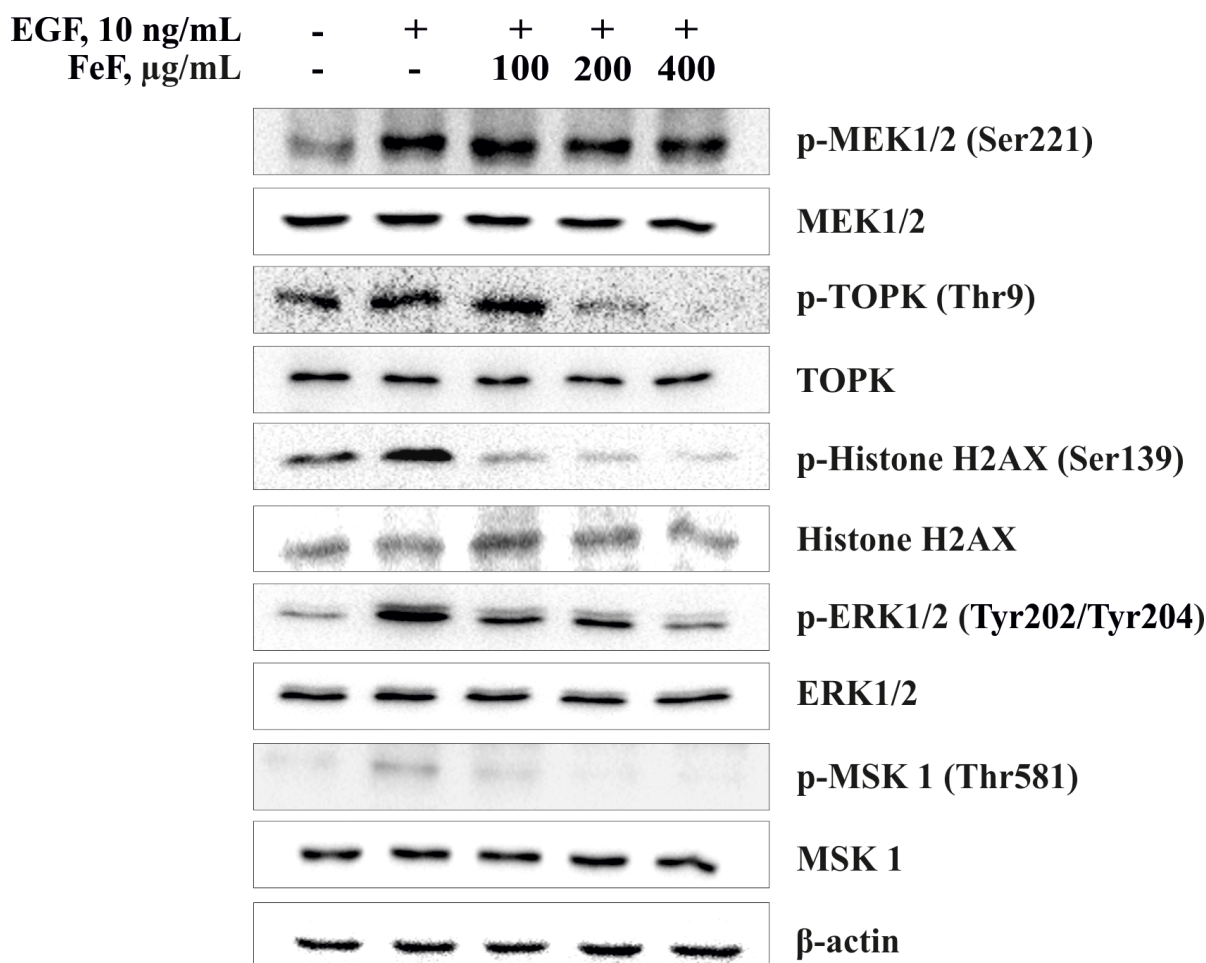 EGF, 10 ng/mL - + + + +
FeF, µg/mL - - 100 200 400
p-MEK1/2 (Ser221)
MEK1/2
p-TOPK (Thr9)
TOPK
p-Histone H2AX (Ser139)
Histone H2AX
p-ERK1/2 (Tyr202/Tyr204)
ERK1/2
p-MSK 1 (Thr581)
MSK 1
β-actin